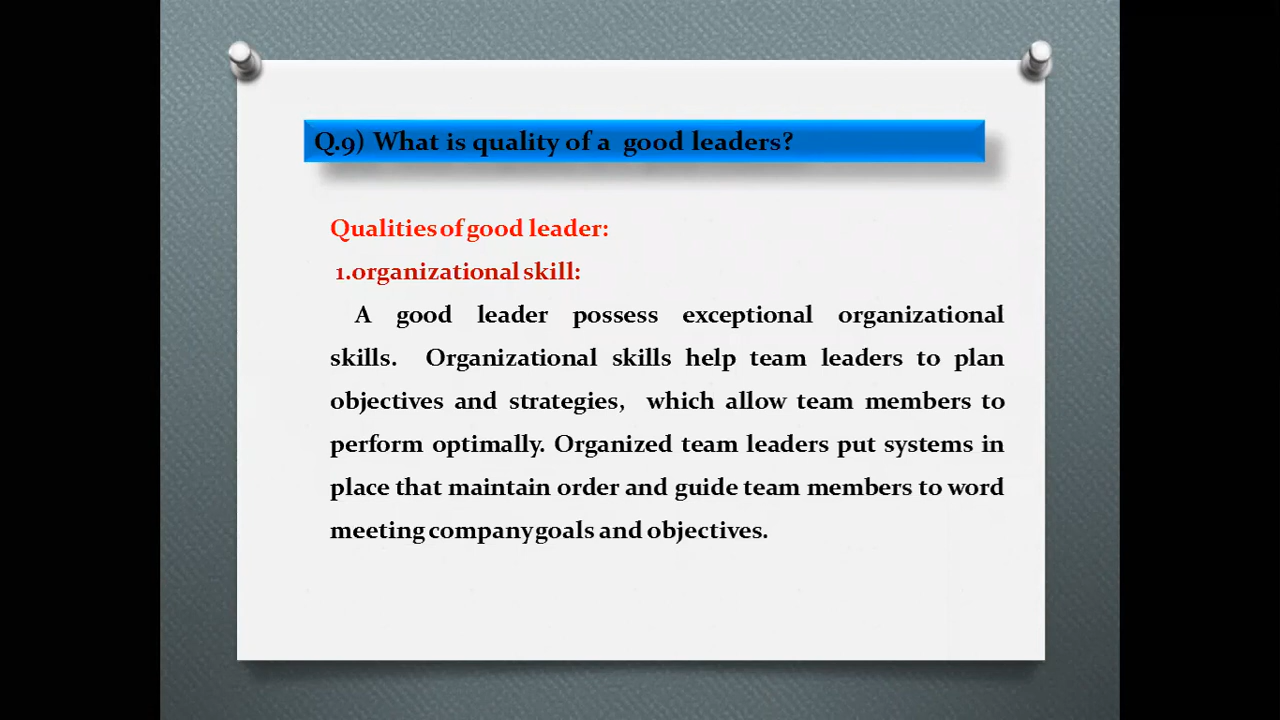 Q.9) What is quality of a good leaders?
Qualities of good leader:
1.organizational skill:
A good leader possess exceptional organizational
skills. Organizational skills help team leaders to plan
objectives and strategies, which allow team members to
perform optimally. Organized team leaders put systems in
place that maintain order and guide team members to word
meeting company goals and objectives.